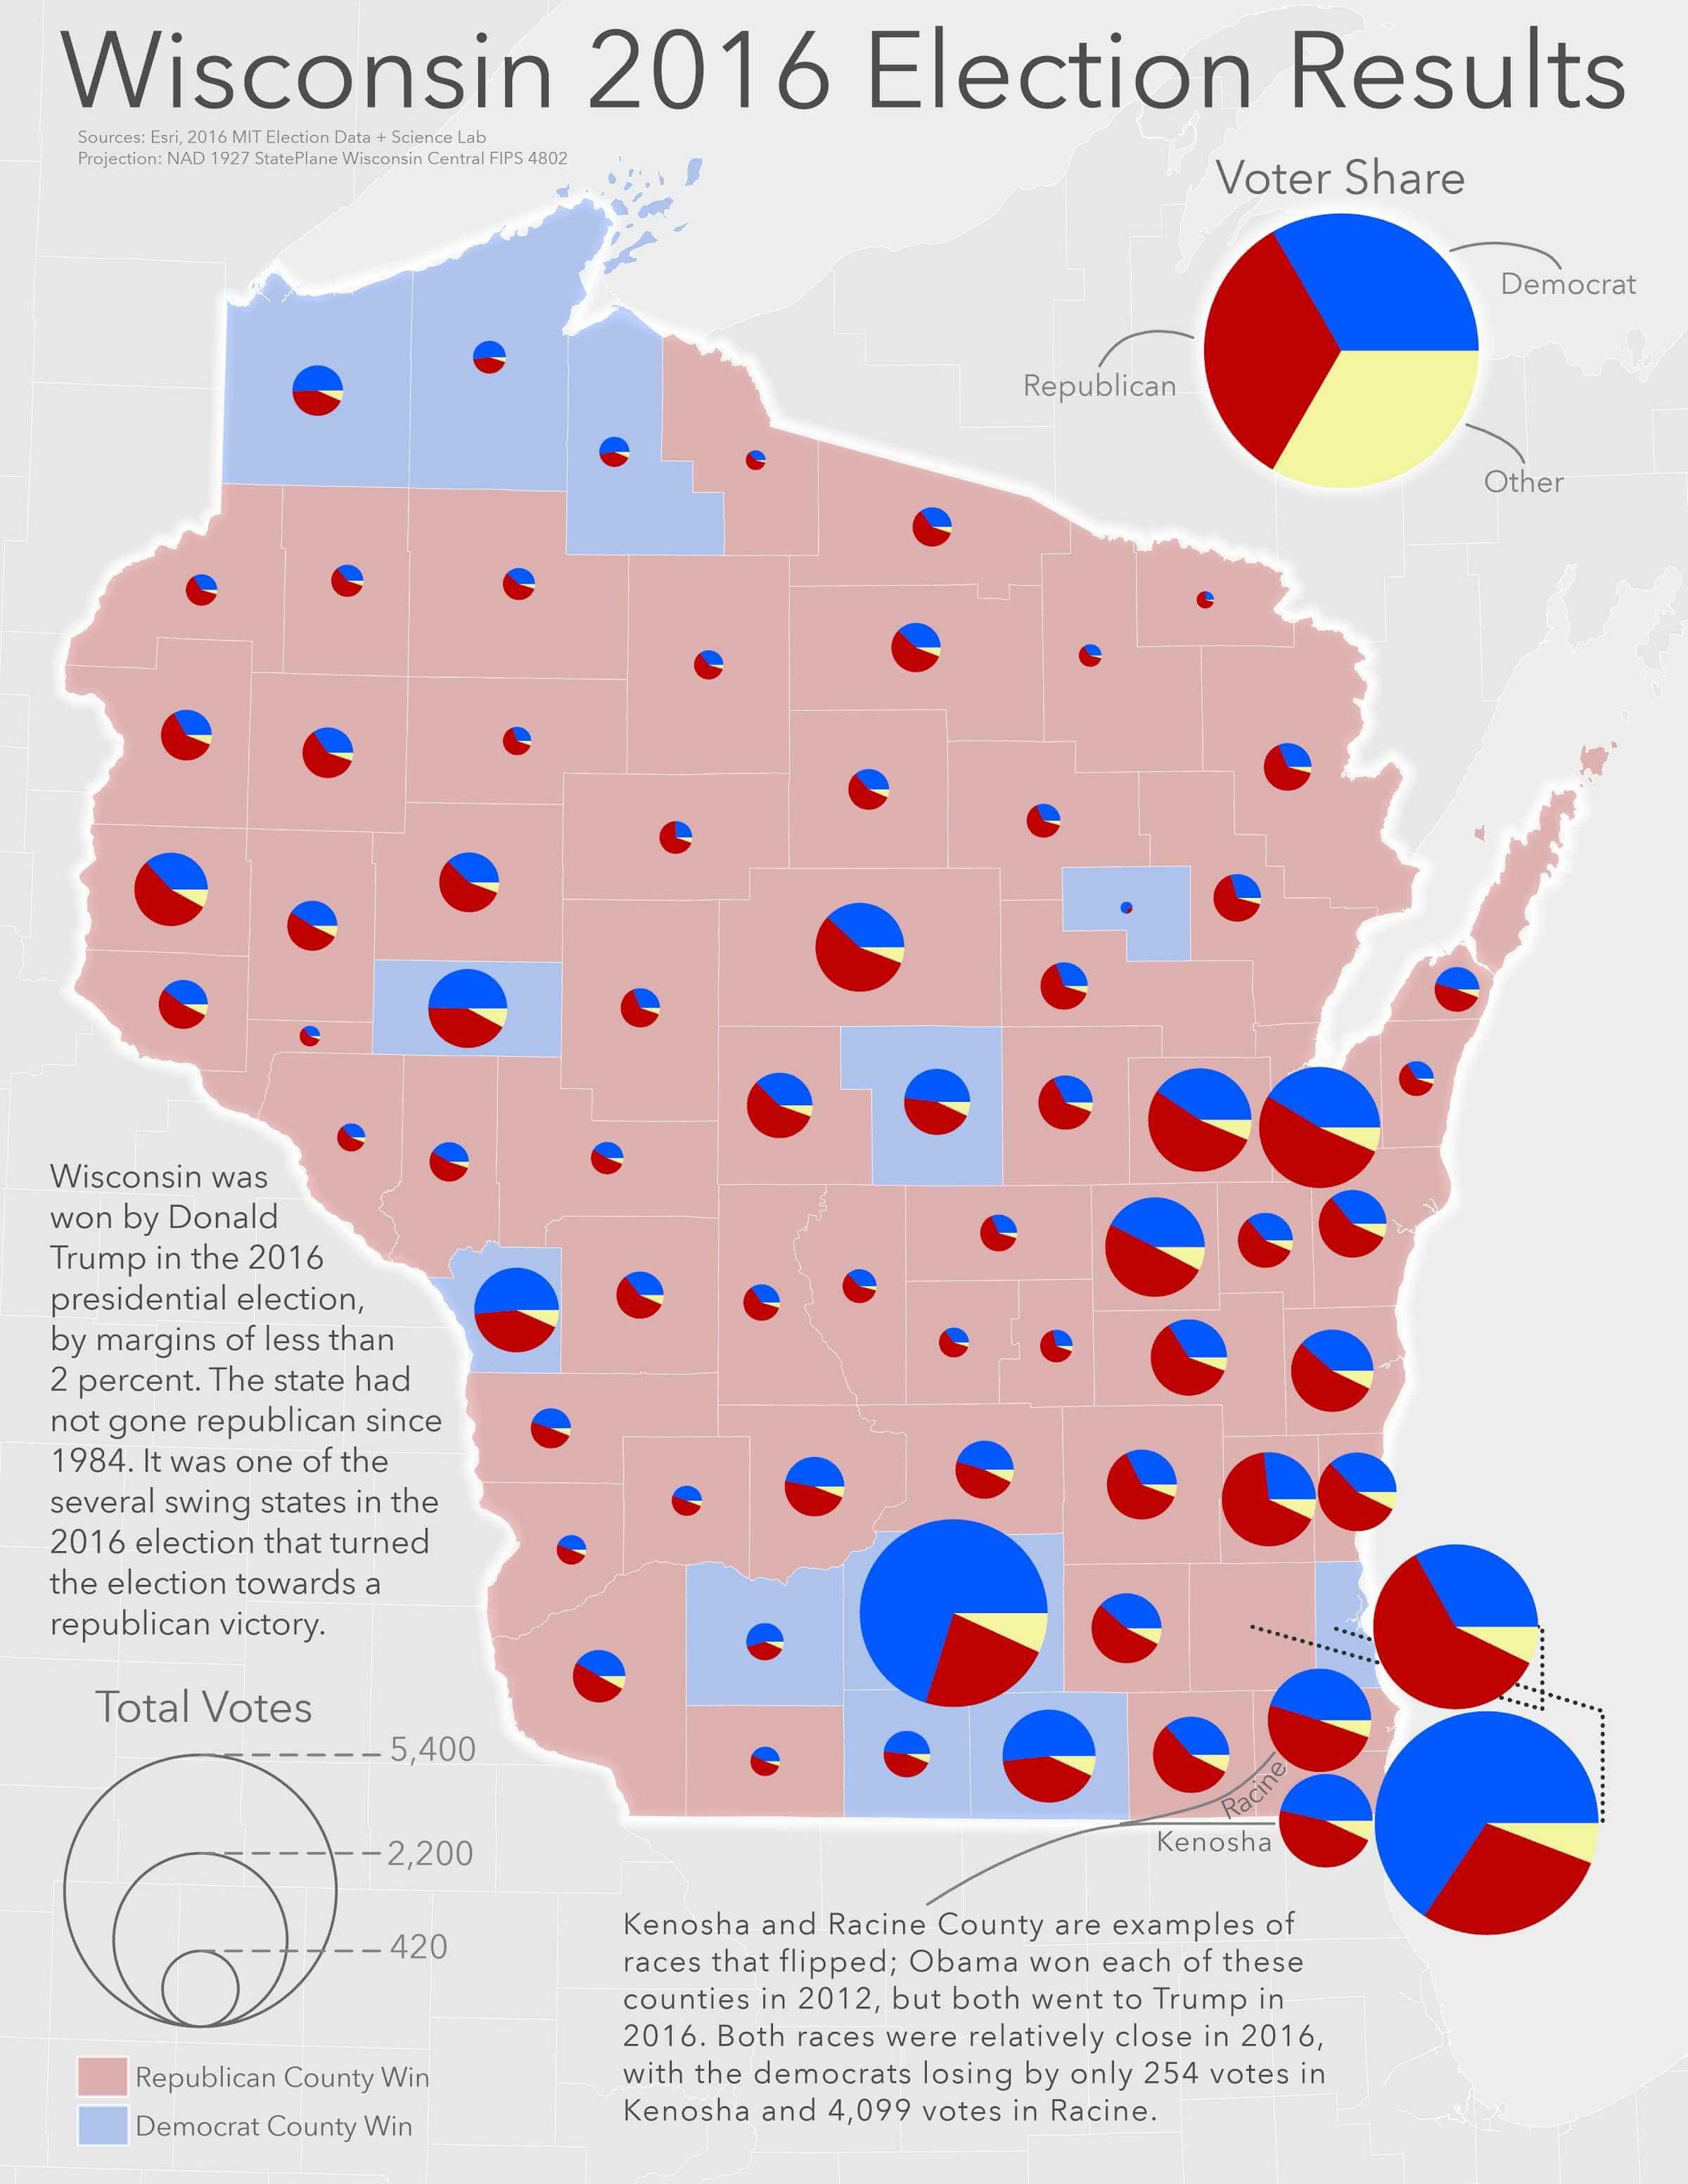 Wisconsin 2016 Election Results
Sources: Esri, 2016 MIT Election Data + Science Lab
Projection: NAD 1927 StatePlane Wisconsin Central FIPS 4802
Voter Share
Democrat
Republican
Other
Wisconsin was
won by Donald
Trump in the 2016
presidential election,
by margins of less than
2 percent. The state had
not gone republican since
1984. It was one of the
several swing states in the
2016 election that turned
the election towards a
republican victory.
Total Votes
5,400
2,200
420
Republican County Win
Democrat County Win
Racine
Kenosha
Kenosha and Racine County are examples of
races that flipped; Obama won each of these
counties in 2012, but both went to Trump in
2016. Both races were relatively close in 2016,
with the democrats losing by only 254 votes in
Kenosha and 4,099 votes in Racine.